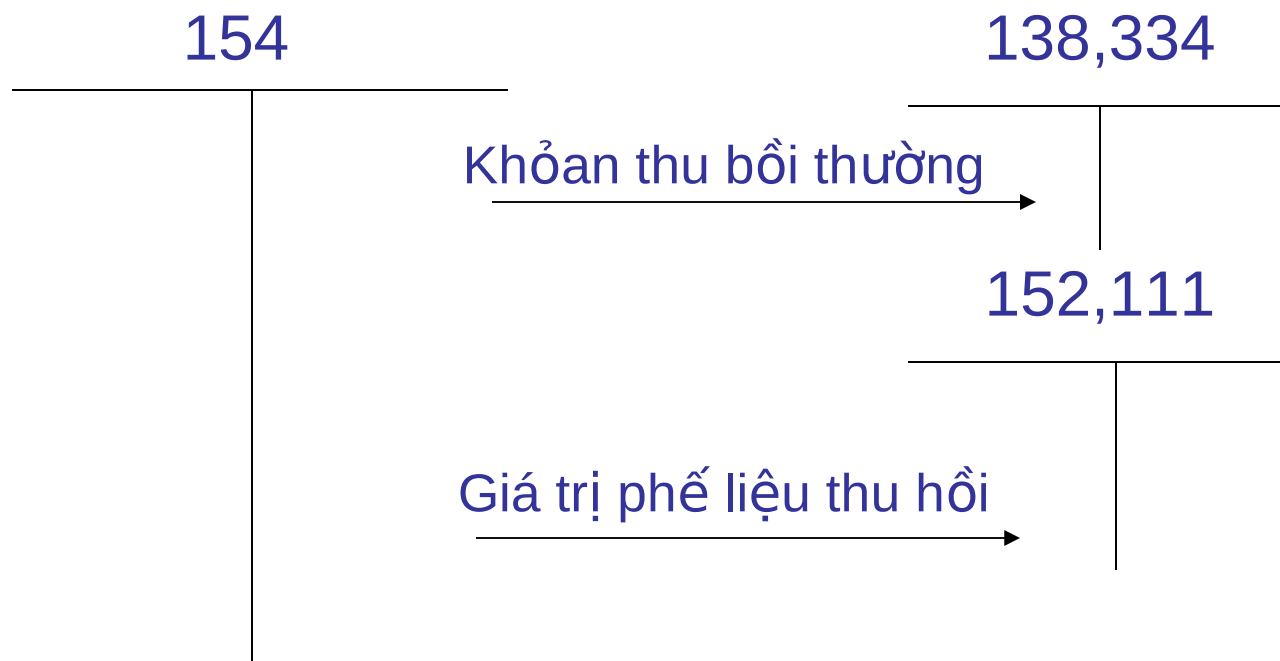 154
138,334
Khỏan thu bồi thường
152,111
Giá trị phế liệu thu hồi